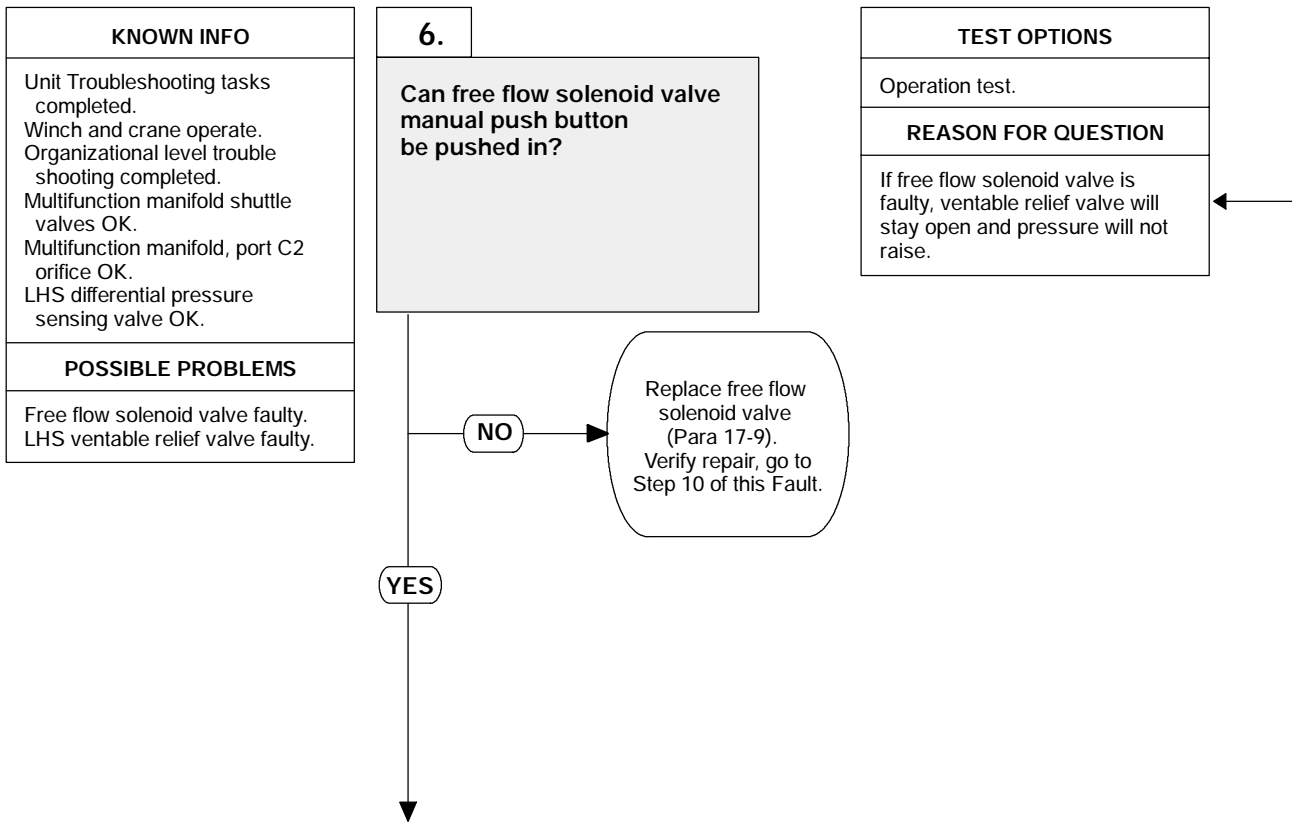 KNOWN INFO
Unit Troubleshooting tasks
completed.
Winch and crane operate.
Organizational level trouble
shooting completed.
Multifunction manifold shuttle
valves OK.
Multifunction manifold, port C2
orifice OK.
LHS differential pressure
sensing valve OK.
POSSIBLE PROBLEMS
Free flow solenoid valve faulty.
LHS ventable relief valve faulty.
6.
Can free flow solenoid valve
manual push button
be pushed in?
NO
Replace free flow
solenoid valve
(Para 17-9).
Verify repair, go to
Step 10 of this Fault.
YES
TEST OPTIONS
Operation test.
REASON FOR QUESTION
If free flow solenoid valve is
faulty, ventable relief valve will
stay open and pressure will not
raise.